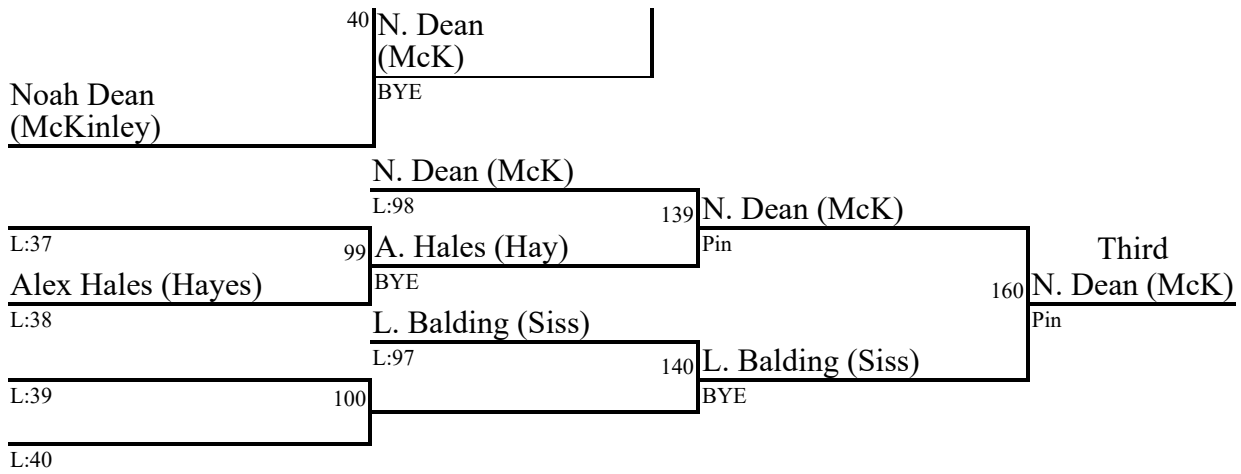 40
N. Dean
(McK)
BYE
Noah Dean
(McKinley)
N. Dean (McK)
L:98
139
N. Dean (McK)
Pin
L:37
99
A. Hales (Hay)
BYE
Alex Hales (Hayes)
L:38
Third
160
N. Dean (McK)
Pin
L. Balding (Siss)
L:97
140
L. Balding (Siss)
BYE
L:39
100
L:40